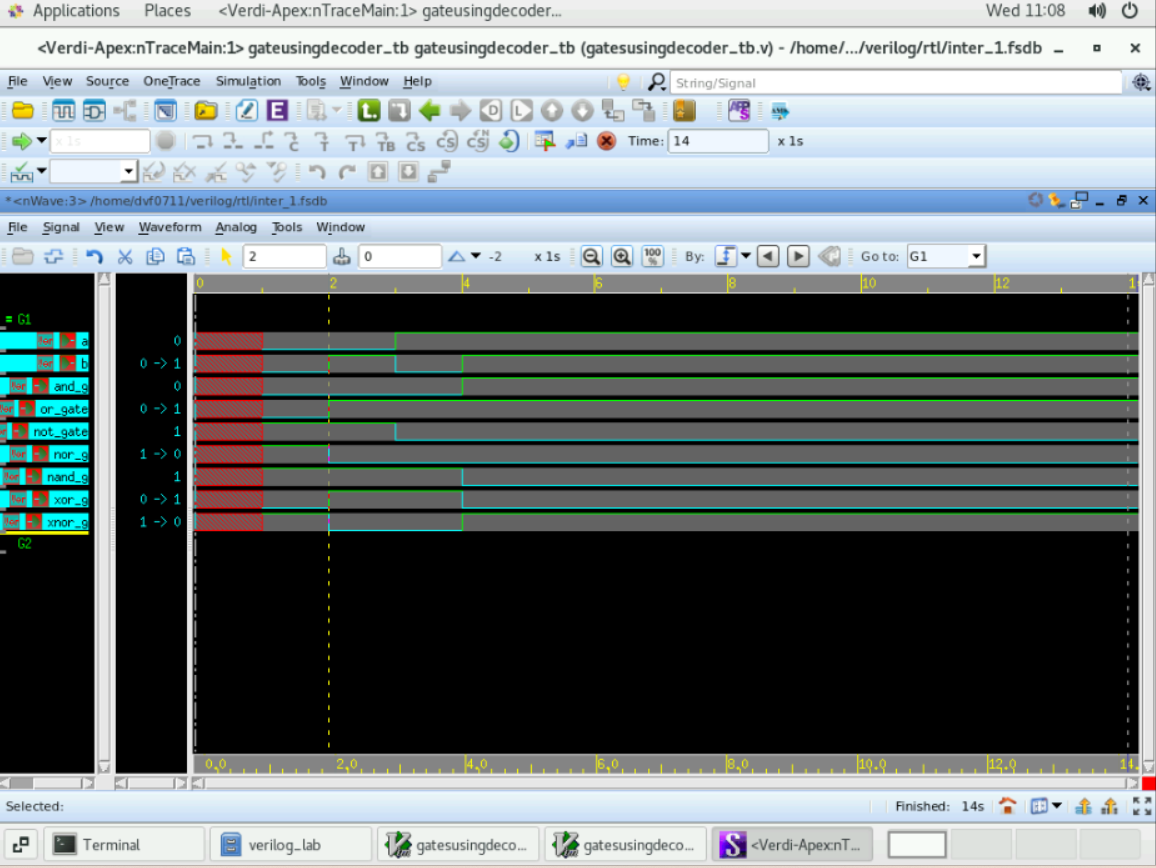 Applications Places <Verdi-Apex:nTraceMain:1> gateusingdecoder... Wed 11:08
<Verdi-Apex:nTraceMain:1> gateusingdecoder_tb gateusingdecoder_tb (gatesusingdecoder_tb.v) - /home/.../verilog/rtl/inter_1.fsdb
File View Source OneTrace Simulation Tools Window Help String/Signal
x 1s Time: 14 x 1s
*<nWave:3> /home/dvf0711/verilog/rtl/inter_1.fsdb
File Signal View Waveform Analog Tools Window
2 0 -2 x 1s 100 % By: Go to: G1
0 2 4 6 8 10 12 1
= G1
a 0
b 0 -> 1
and_g 0
or_gate 0 -> 1
not_gate 1
nor_g 1 -> 0
nand_g 1
xor_g 0 -> 1
xnor_g 1 -> 0
G2
0,0 2,0 4,0 6,0 8,0 10,0 12,0 14.
Selected: Finished: 14s
Terminal verilog_lab gatesusingdeco... gatesusingdeco... <Verdi-Apex:nT...